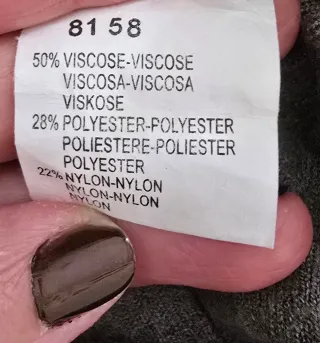 81 58
50% VISCOSE-VISCOSE
VISCOSA-VISCOSA
VISKOSE
28% POLYESTER-POLYESTER
POLIESTERE-POLIESTER
POLYESTER
22% NYLON-NYLON
NYLON-NYLON
NYLON